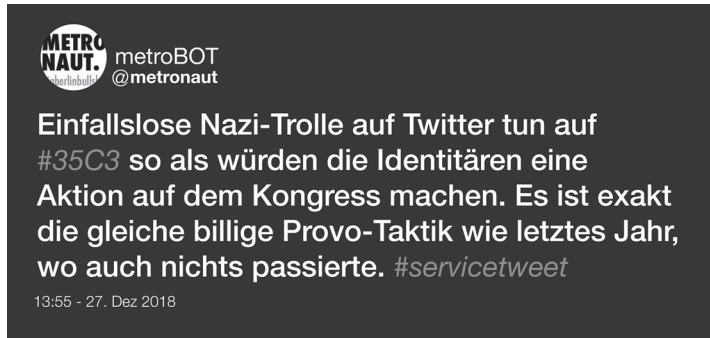 METRO
NAUT.
metroBOT
@metronaut
Einfallslose Nazi-Trolle auf Twitter tun auf
#35C3 so als würden die Identitären eine
Aktion auf dem Kongress machen. Es ist exakt
die gleiche billige Provo-Taktik wie letztes Jahr,
wo auch nichts passierte. #servicetweet
13:55 - 27. Dez 2018